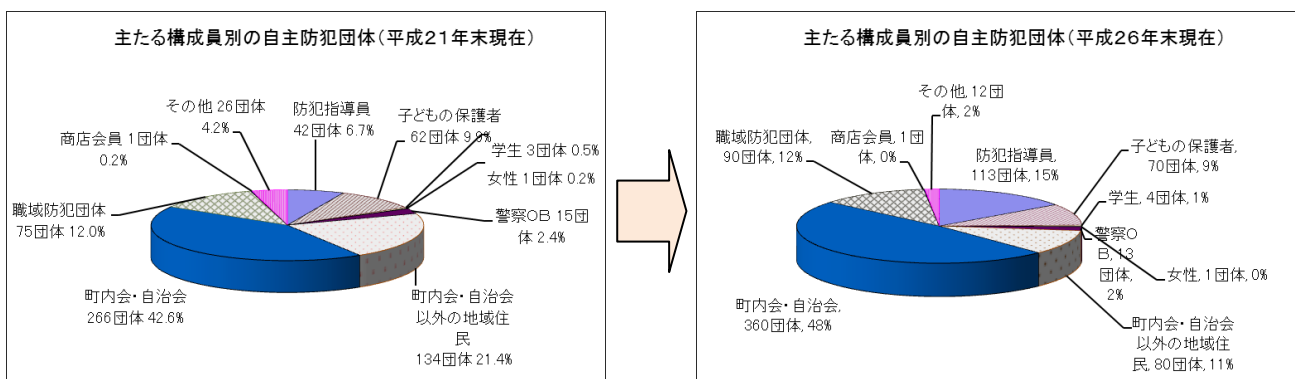 主たる構成員別の自主防犯団体（平成２１年末現在）
その他 26団体
4.2%
防犯指導員
42団体 6.7%
子どもの保護者
62団体 9.9%
商店会員 1団体
0.2%
学生 3団体 0.5%
女性 1団体 0.2%
職域防犯団体
75団体 12.0%
警察OB 15団
体 2.4%
町内会・自治会
266団体 42.6%
町内会・自治会
以外の地域住
民
134団体 21.4%
主たる構成員別の自主防犯団体（平成２６年末現在）
その他, 12団
体, 2%
職域防犯団体,
90団体, 12%
商店会員, 1団
体, 0%
防犯指導員,
113団体, 15%
子どもの保護者,
70団体, 9%
学生, 4団体, 1%
警察O
B, 13
団体,
2%
女性, 1団体, 0%
町内会・自治会,
360団体, 48%
町内会・自治会
以外の地域住
民, 80団体, 11%